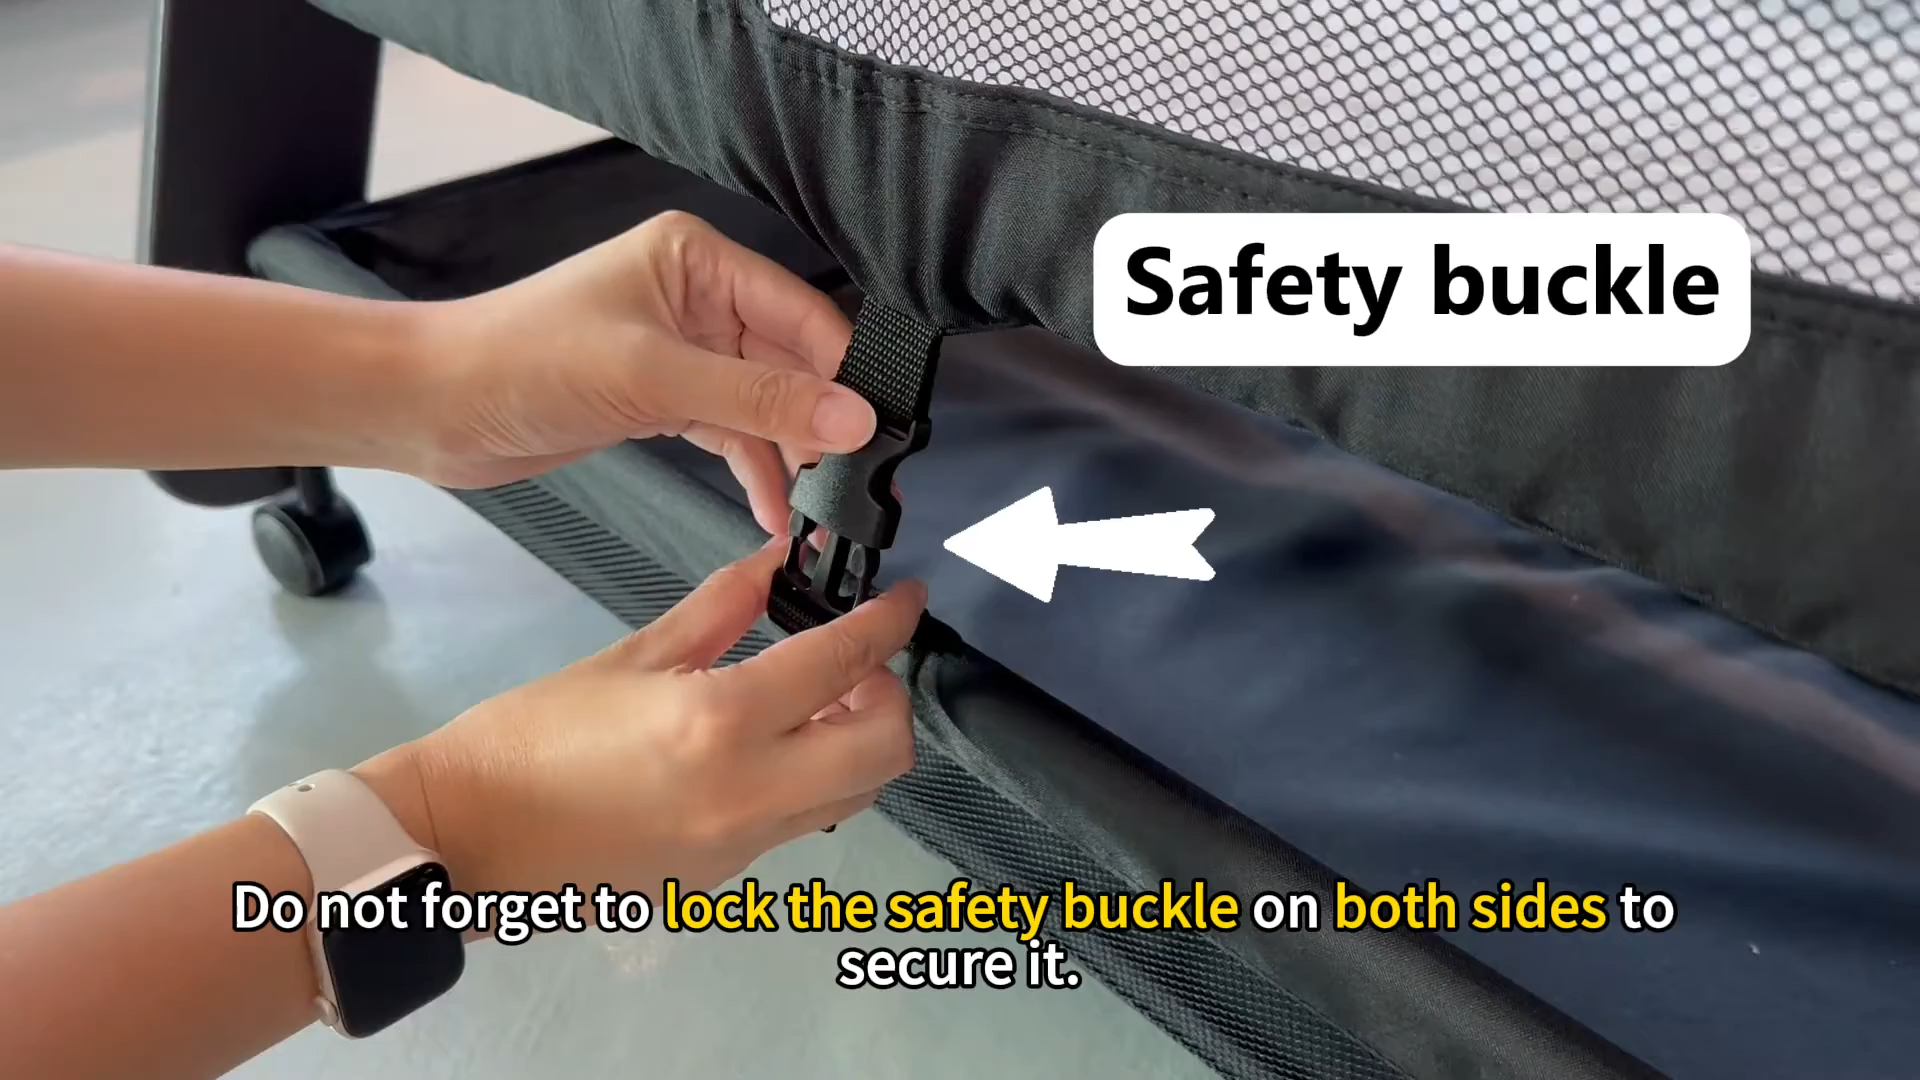 Safety buckle
Do not forget to lock the safety buckle on both sides to
secure it.